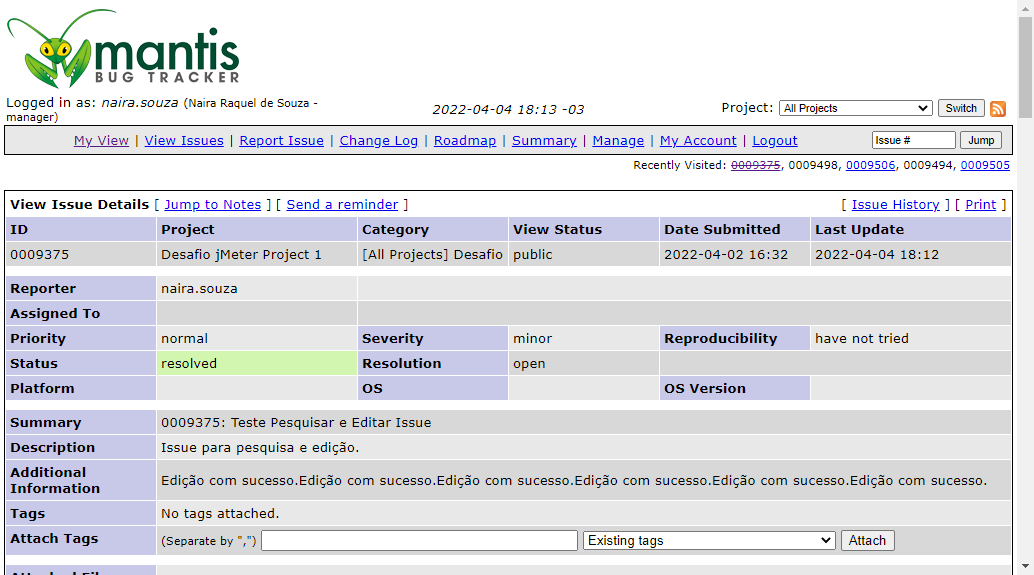 mantis
BUG TRACKER
Logged in as: naira.souza (Naira Raquel de Souza - manager)
2022-04-04 18:13 -03
Project: All Projects Switch
My View | View Issues | Report Issue | Change Log | Roadmap | Summary | Manage | My Account | Logout
Issue # Jump
Recently Visited: 0009375, 0009498, 0009506, 0009494, 0009505
View Issue Details [ Jump to Notes ] [ Send a reminder ] [ Issue History ] [ Print ]
ID Project Category View Status Date Submitted Last Update
0009375 Desafio jMeter Project 1 [All Projects] Desafio public 2022-04-02 16:32 2022-04-04 18:12
Reporter naira.souza
Assigned To
Priority normal Severity minor Reproducibility have not tried
Status resolved Resolution open
Platform OS OS Version
Summary 0009375: Teste Pesquisar e Editar Issue
Description Issue para pesquisa e edição.
Additional Information Edição com sucesso.Edição com sucesso.Edição com sucesso.Edição com sucesso.Edição com sucesso.Edição com sucesso.
Tags No tags attached.
Attach Tags (Separate by ",") Existing tags Attach